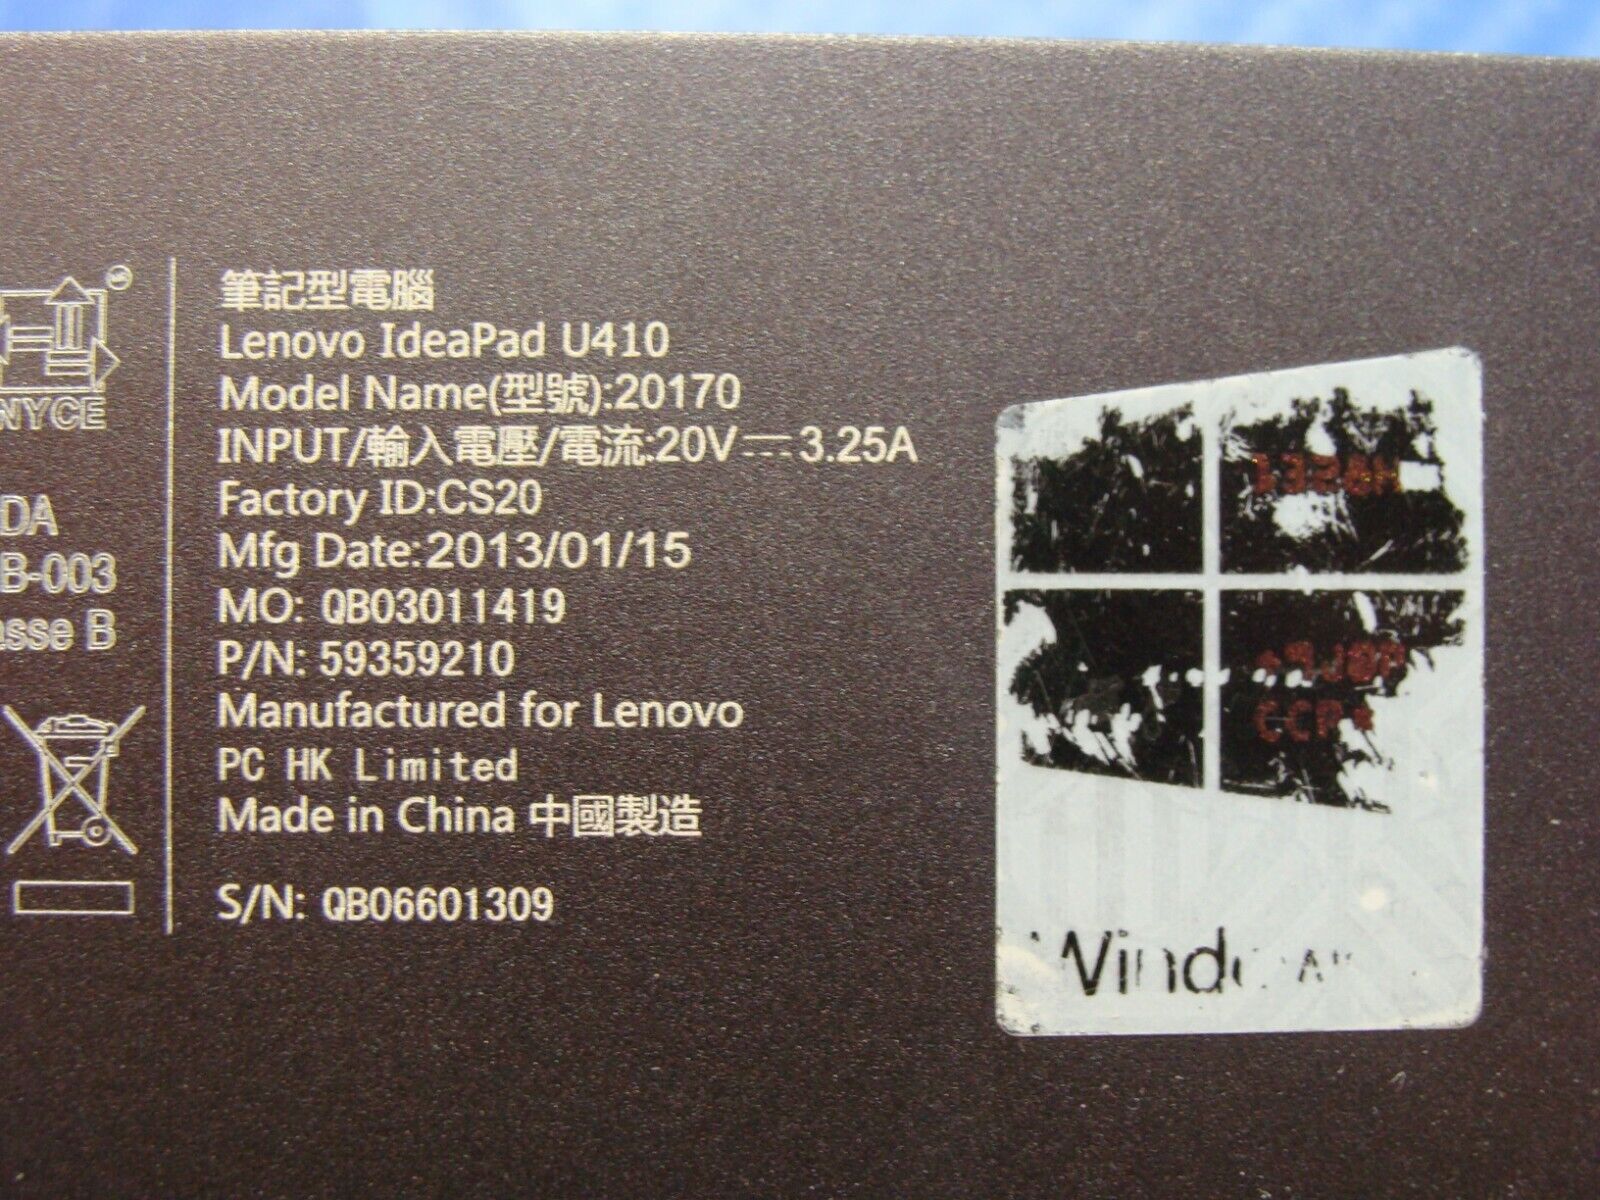 NYCE
DA
B-003
asse B
筆記型電腦
Lenovo IdeaPad U410
Model Name(型號):20170
INPUT/輸入電壓/電流:20V⎓3.25A
Factory ID:CS20
Mfg Date:2013/01/15
MO: QB03011419
P/N: 59359210
Manufactured for Lenovo
PC HK Limited
Made in China 中國製造
S/N: QB06601309